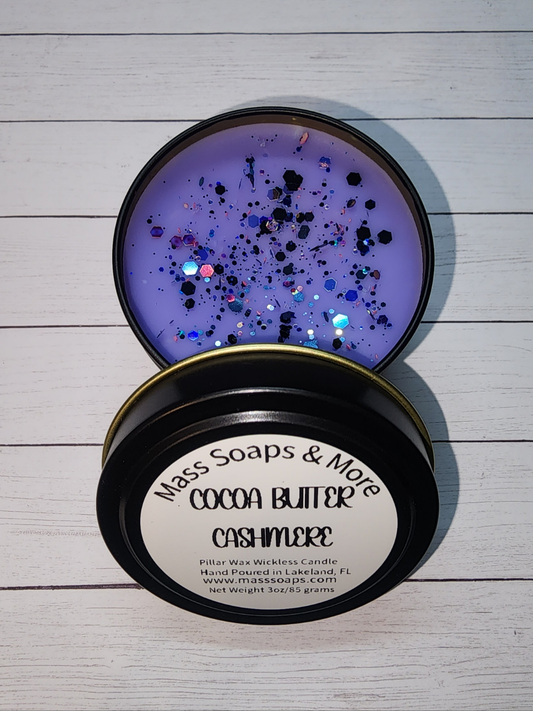 Mass Soaps & More
COCOA BUTTER
CASHMERE
Pillar Wax Wickless Candle
Hand Poured in Lakeland, FL
www.masssoaps.com
Net Weight 3oz/85 grams